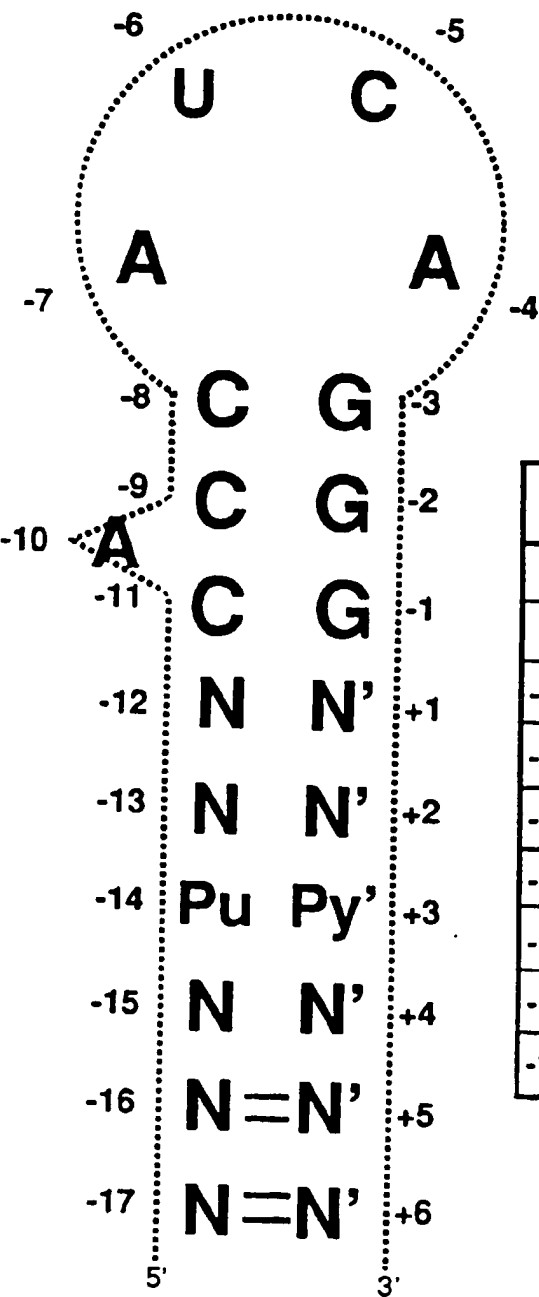 -6 -5
U C
A A
-7 -4
-8 C G -3
-9 C G -2
-10 A
-11 C G -1
-12 N N' +1
-13 N N' +2
-14 Pu Py' +3
-15 N N' +4
-16 N=N' +5
-17 N=N' +6
5' 3'